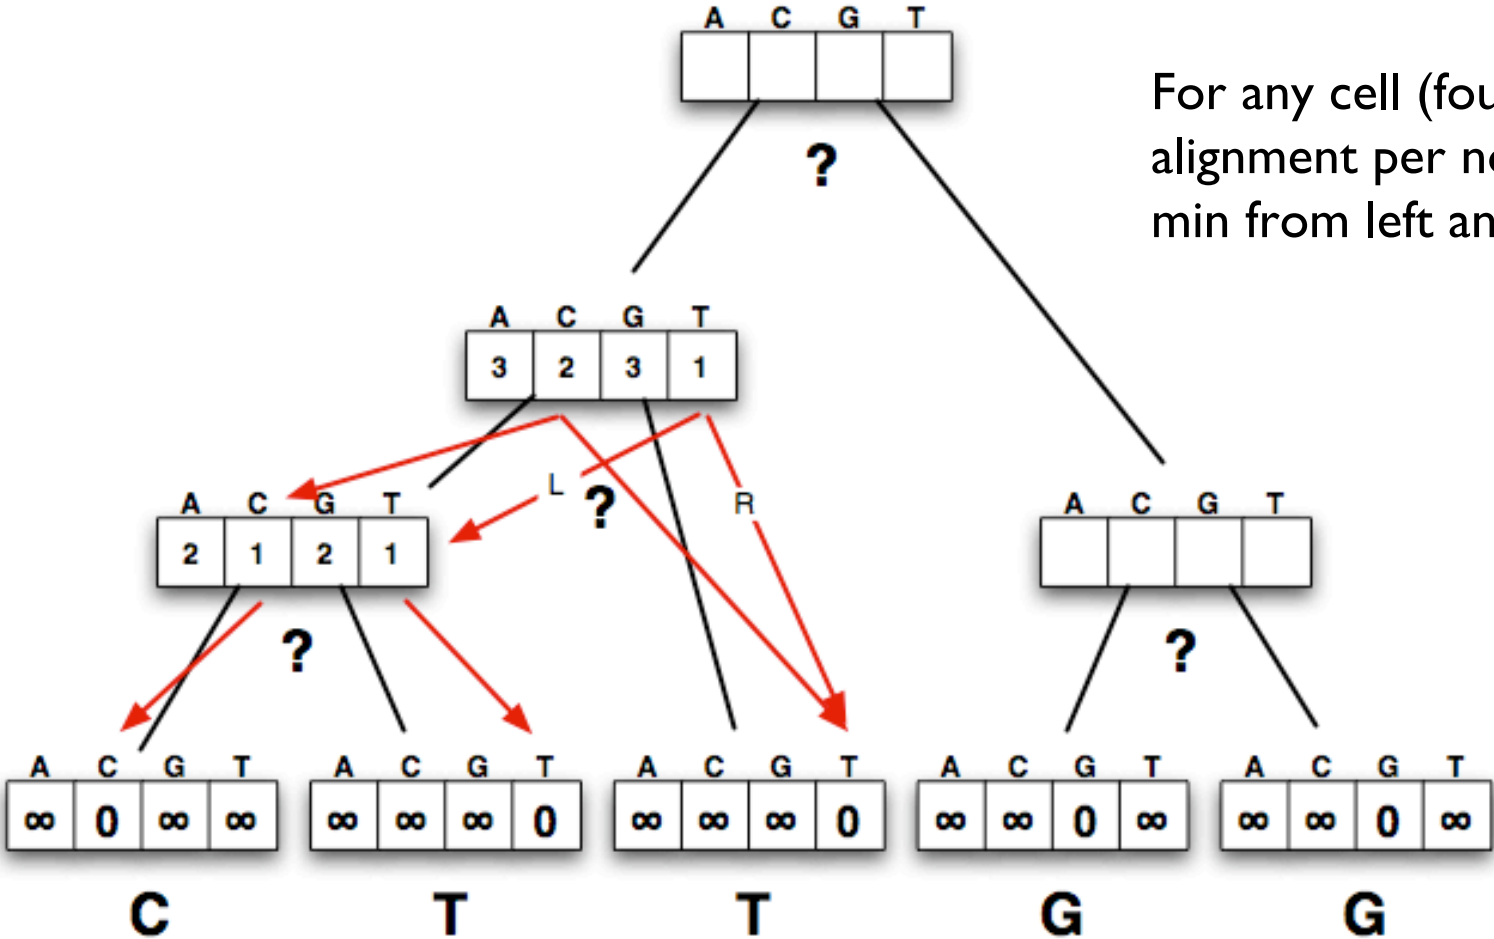 A C G T
For any cell (fou
alignment per n
min from left an
?
A C G T
3 2 3 1
L ? R
A C G T
2 1 2 1
?
A C G T
?
A C G T
∞ 0 ∞ ∞
A C G T
∞ ∞ ∞ 0
A C G T
∞ ∞ ∞ 0
A C G T
∞ ∞ 0 ∞
A C G T
∞ ∞ 0 ∞
C T T G G